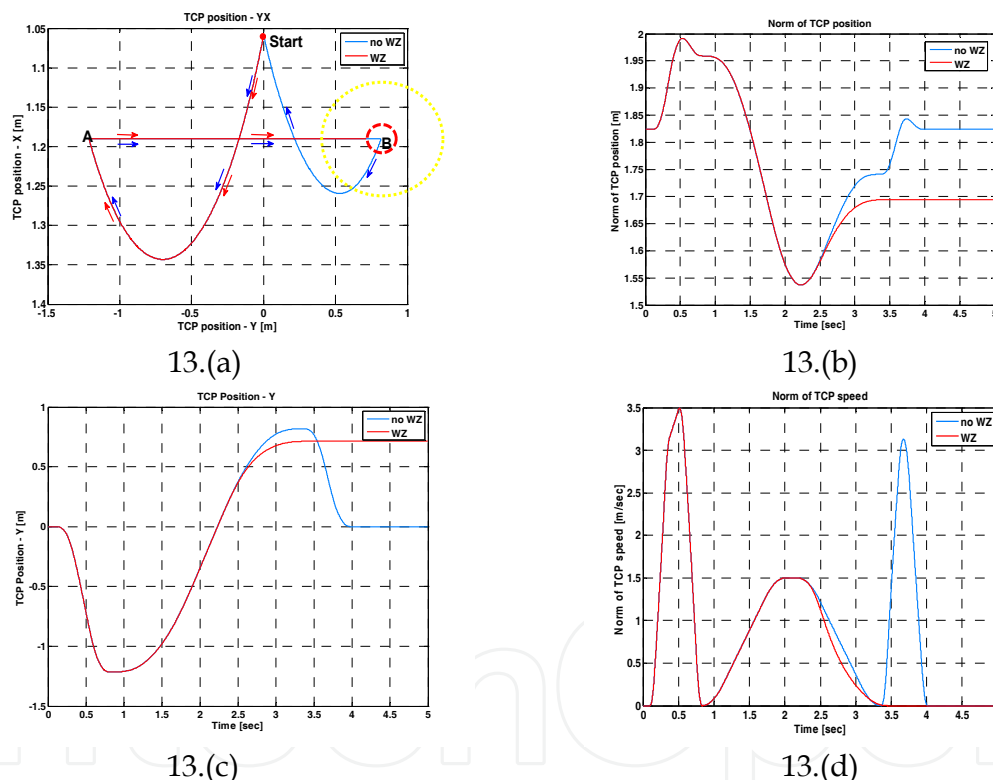 TCP position - YX
1.05
1.1
1.15
1.2
1.25
1.3
1.35
1.4
TCP position - X [m]
Start
no WZ
WZ
A
B
-1.5
-1
-0.5
0
0.5
1
TCP position - Y [m]
13.(a)
Norm of TCP position
2
1.95
1.9
1.85
1.8
1.75
1.7
1.65
1.6
1.55
1.5
Norm of TCP position [m]
no WZ
WZ
0
0.5
1
1.5
2
2.5
3
3.5
4
4.5
5
Time [sec]
13.(b)
TCP Position - Y
1
0.5
0
-0.5
-1
-1.5
TCP Position - Y [m]
no WZ
WZ
0
0.5
1
1.5
2
2.5
3
3.5
4
4.5
5
Time [sec]
13.(c)
Norm of TCP speed
3.5
3
2.5
2
1.5
1
0.5
0
Norm of TCP speed [m/sec]
no WZ
WZ
0
0.5
1
1.5
2
2.5
3
3.5
4
4.5
5
Time [sec]
13.(d)